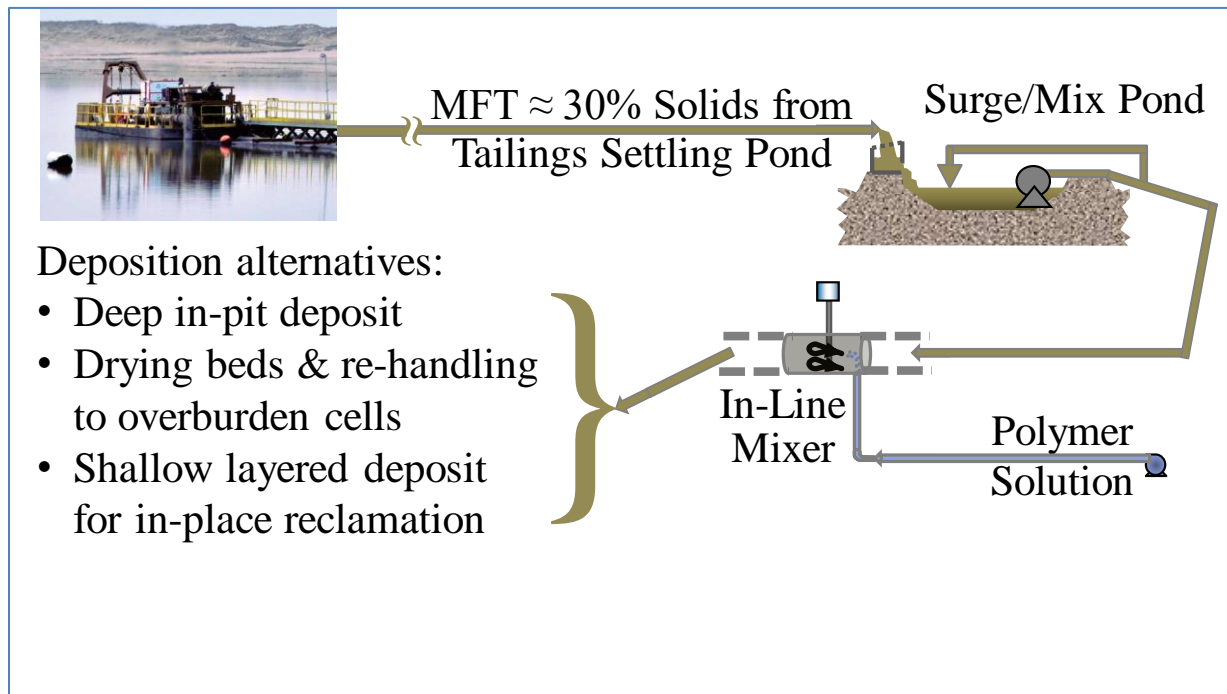 MFT ≈ 30% Solids from
Tailings Settling Pond
Surge/Mix Pond
Deposition alternatives:
• Deep in-pit deposit
• Drying beds & re-handling
to overburden cells
• Shallow layered deposit
for in-place reclamation
In-Line
Mixer
Polymer
Solution